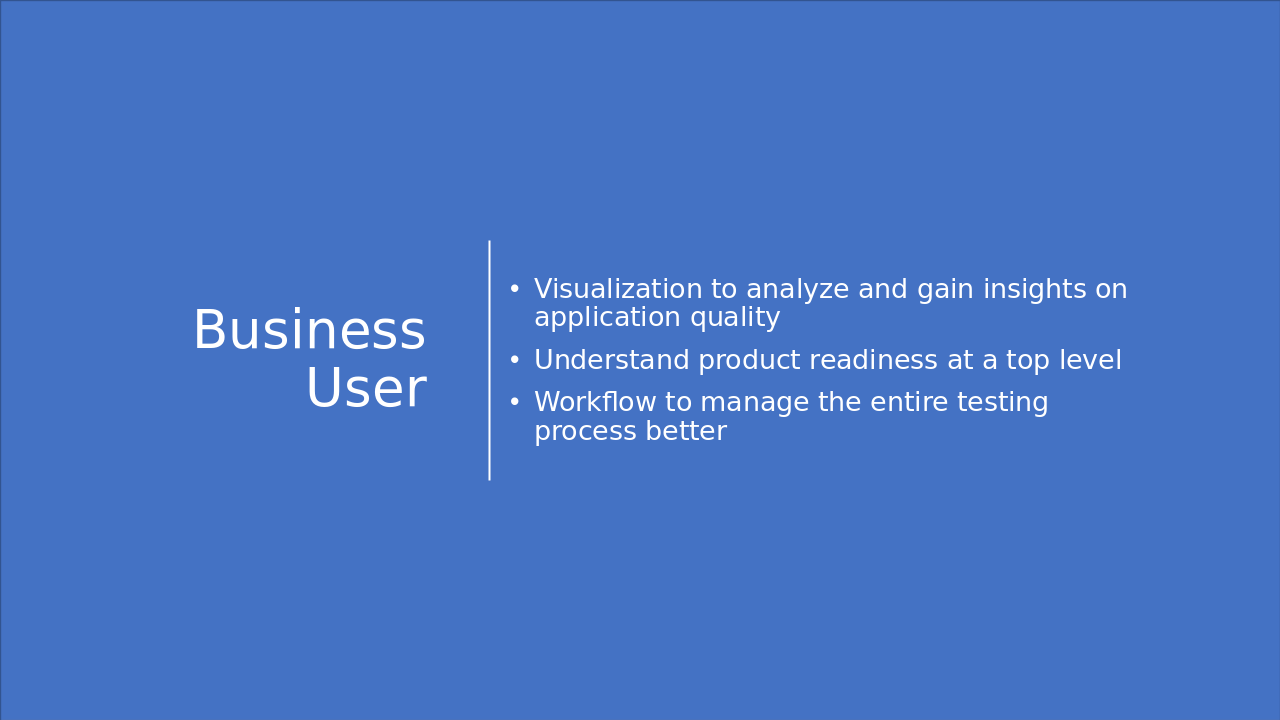 Business
User
• Visualization to analyze and gain insights on
application quality
• Understand product readiness at a top level
• Workflow to manage the entire testing
process better